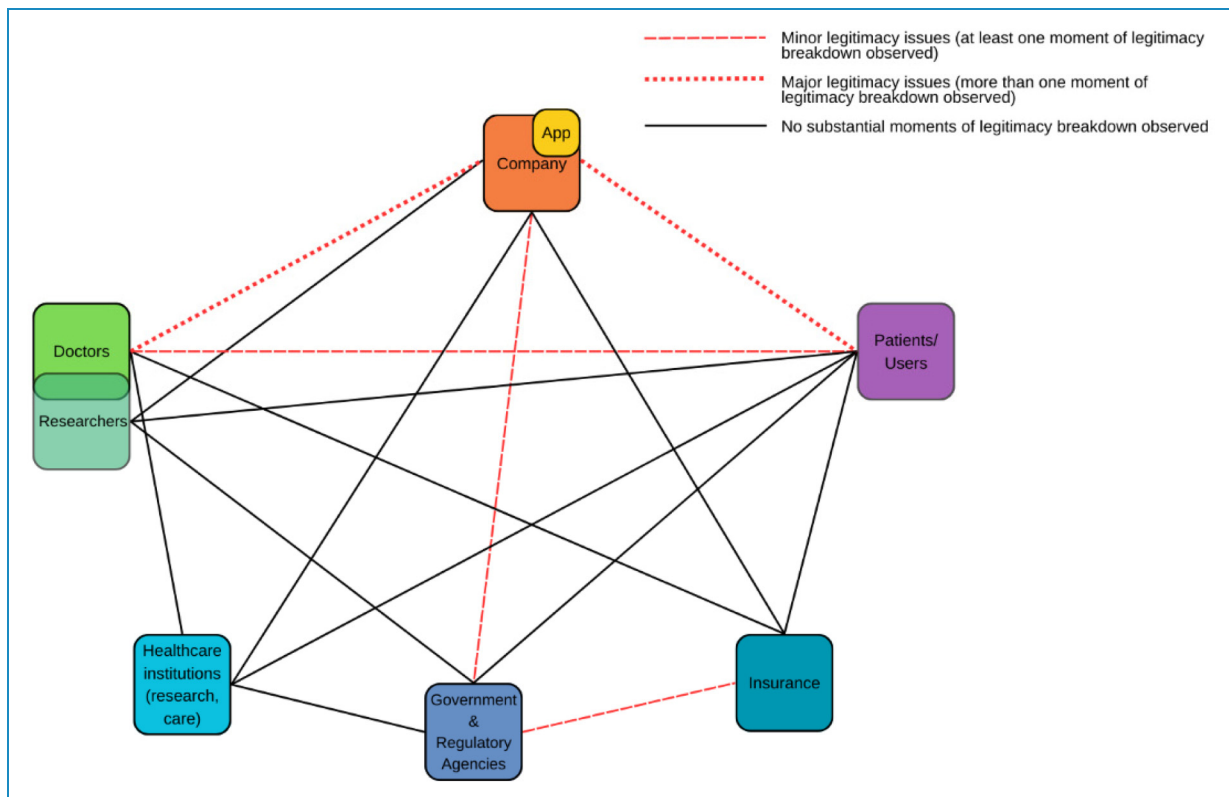 Minor legitimacy issues (at least one moment of legitimacy
breakdown observed)
Major legitimacy issues (more than one moment of
legitimacy breakdown observed)
No substantial moments of legitimacy breakdown observed
App
Company
Doctors
Researchers
Patients/
Users
Healthcare
institutions
(research,
care)
Government
&
Regulatory
Agencies
Insurance